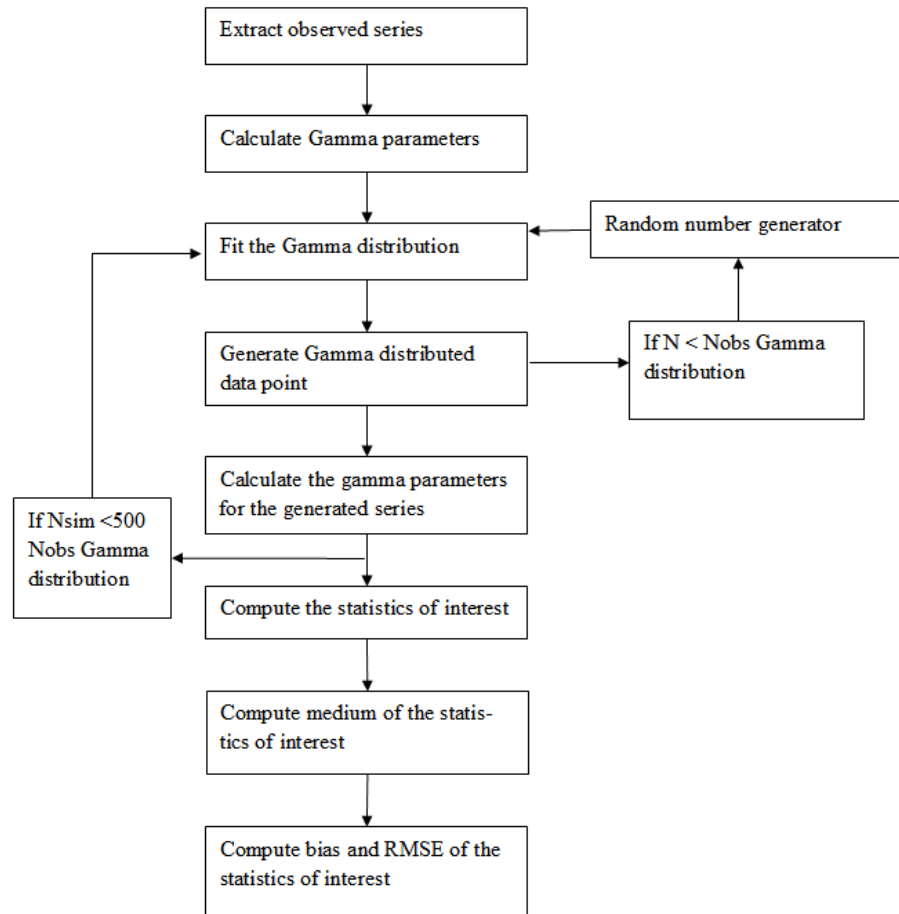 Extract observed series
Calculate Gamma parameters
Random number generator
Fit the Gamma distribution
Generate Gamma distributed
data point
If N < Nobs Gamma
distribution
Calculate the gamma parameters
for the generated series
If Nsim <500
Nobs Gamma
distribution
Compute the statistics of interest
Compute medium of the statis-
tics of interest
Compute bias and RMSE of the
statistics of interest